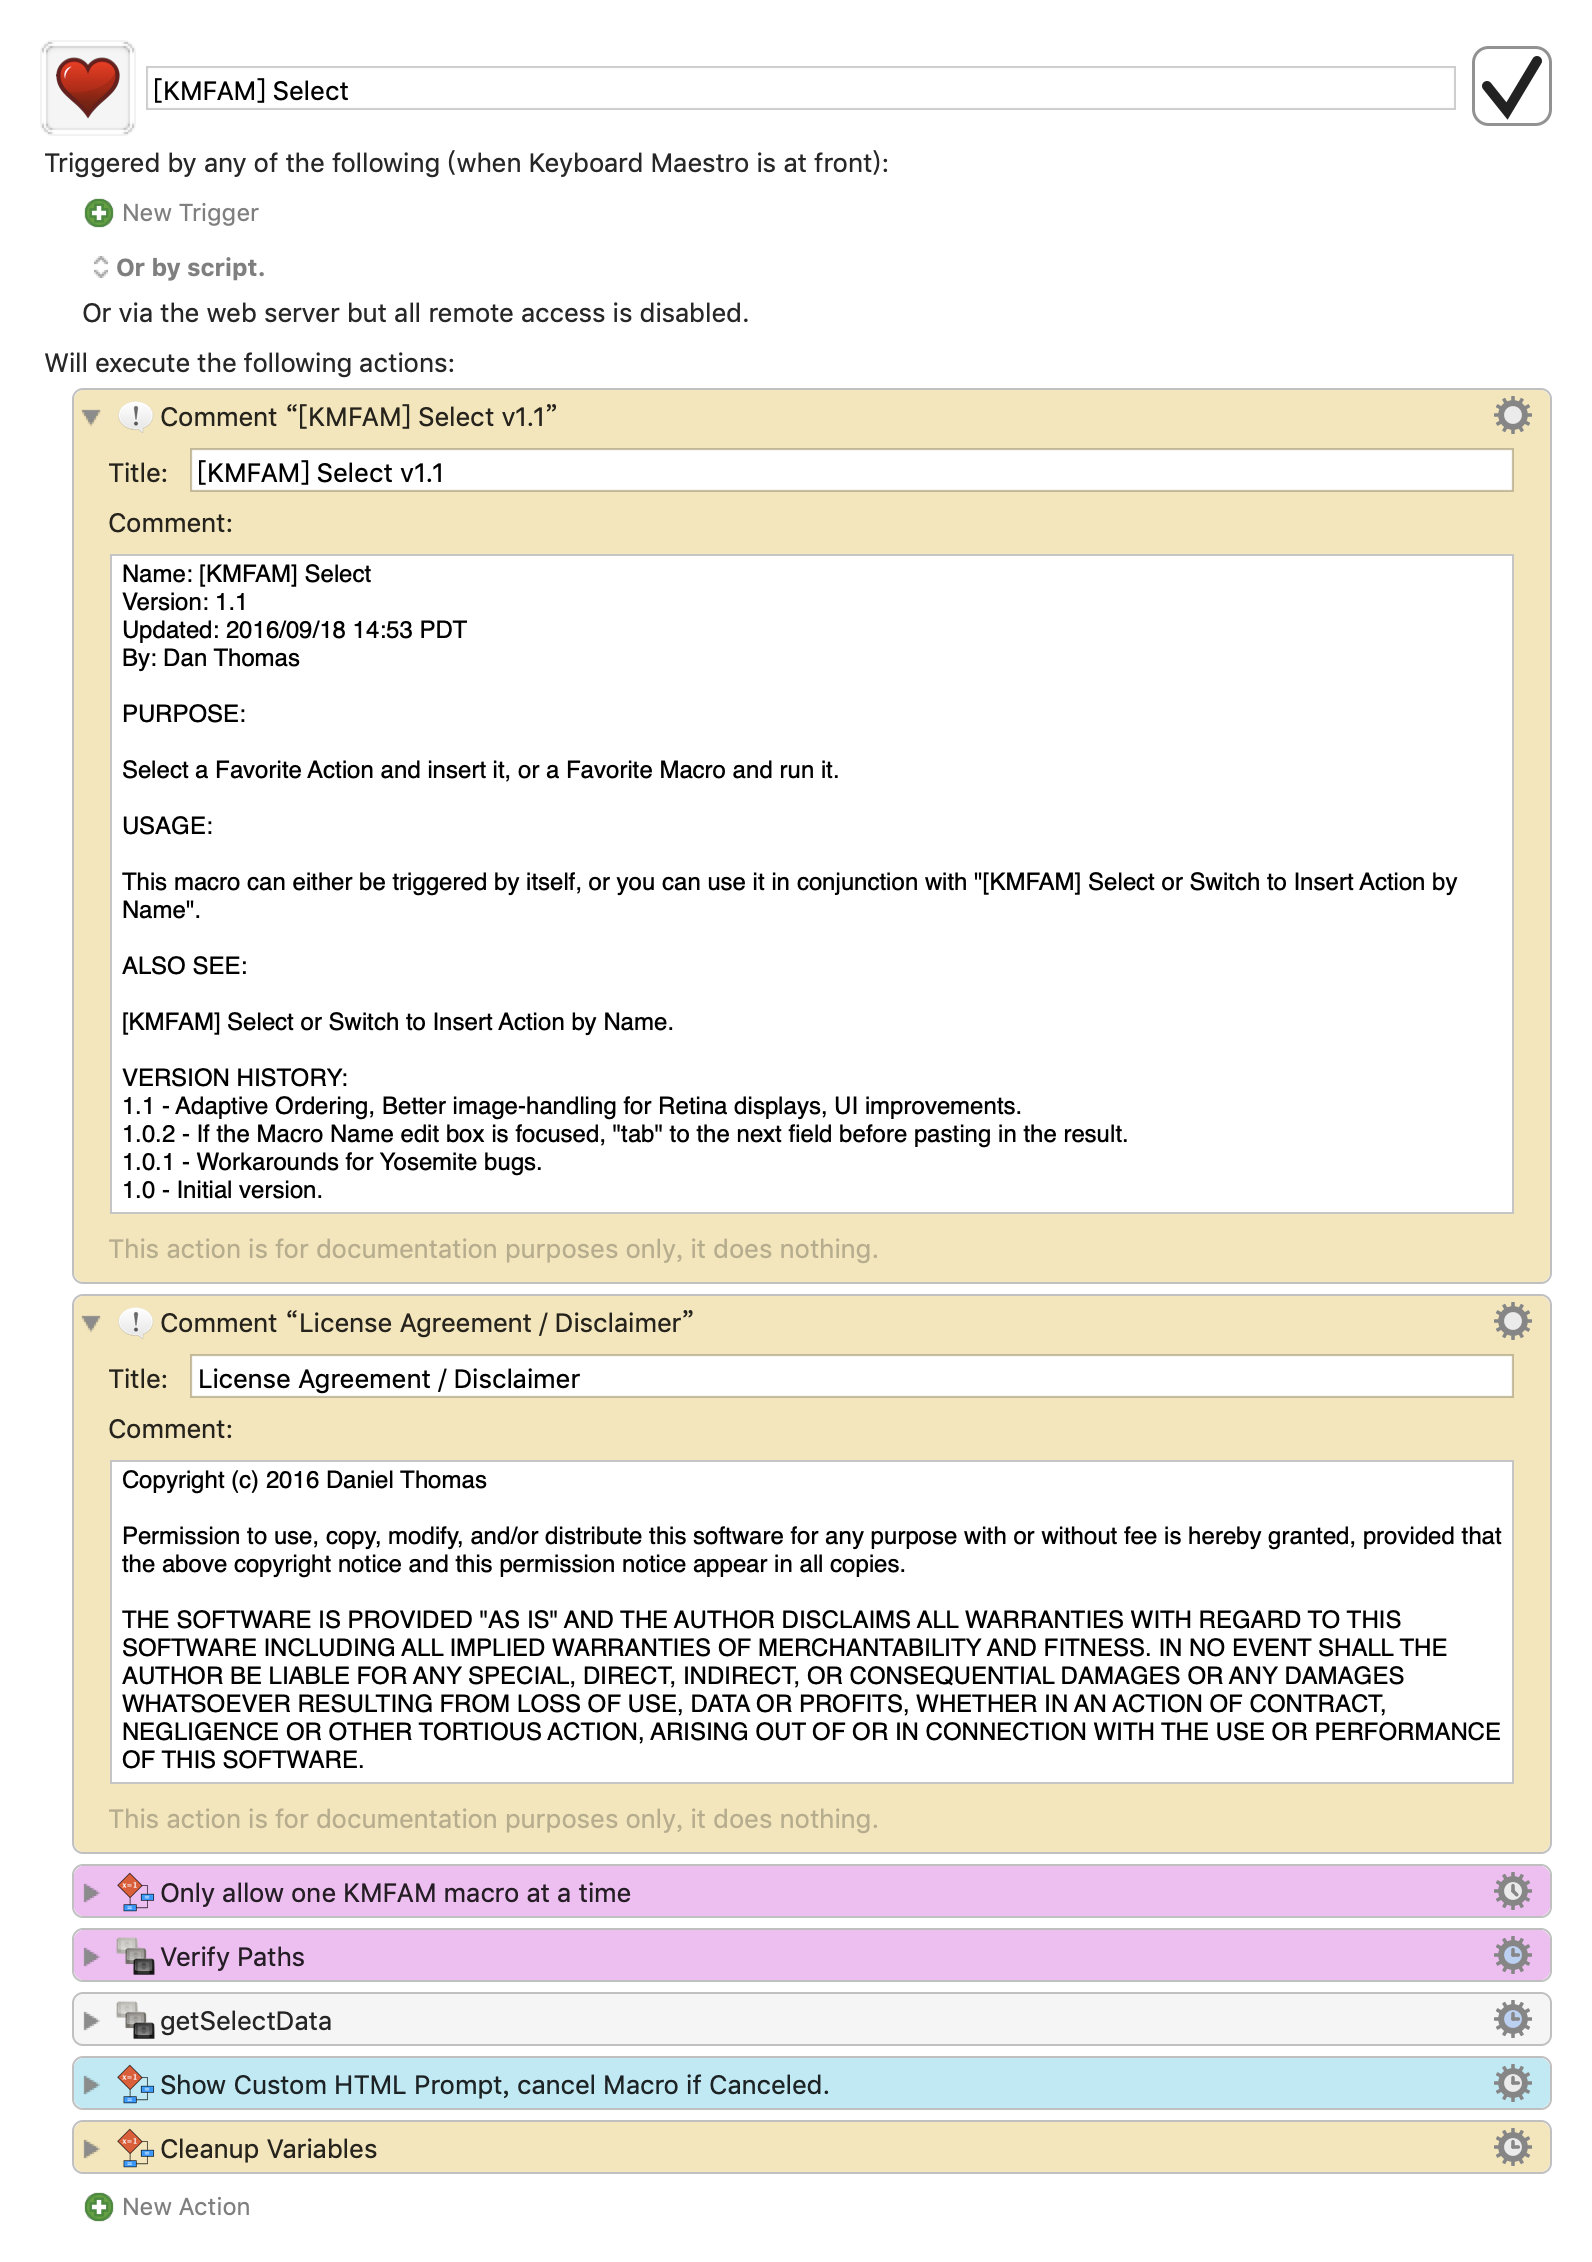 [KMFAM] Select
Triggered by any of the following (when Keyboard Maestro is at front):
New Trigger
Or by script.
Or via the web server but all remote access is disabled.
Will execute the following actions:
Comment “[KMFAM] Select v1.1”
Title: [KMFAM] Select v1.1
Comment:
Name: [KMFAM] Select
Version: 1.1
Updated: 2016/09/18 14:53 PDT
By: Dan Thomas
PURPOSE:
Select a Favorite Action and insert it, or a Favorite Macro and run it.
USAGE:
This macro can either be triggered by itself, or you can use it in conjunction with "[KMFAM] Select or Switch to Insert Action by
Name".
ALSO SEE:
[KMFAM] Select or Switch to Insert Action by Name.
VERSION HISTORY:
1.1 - Adaptive Ordering, Better image-handling for Retina displays, UI improvements.
1.0.2 - If the Macro Name edit box is focused, "tab" to the next field before pasting in the result.
1.0.1 - Workarounds for Yosemite bugs.
1.0 - Initial version.
This action is for documentation purposes only, it does nothing.
Comment “License Agreement / Disclaimer”
Title: License Agreement / Disclaimer
Comment:
Copyright (c) 2016 Daniel Thomas
Permission to use, copy, modify, and/or distribute this software for any purpose with or without fee is hereby granted, provided that
the above copyright notice and this permission notice appear in all copies.
THE SOFTWARE IS PROVIDED "AS IS" AND THE AUTHOR DISCLAIMS ALL WARRANTIES WITH REGARD TO THIS
SOFTWARE INCLUDING ALL IMPLIED WARRANTIES OF MERCHANTABILITY AND FITNESS. IN NO EVENT SHALL THE
AUTHOR BE LIABLE FOR ANY SPECIAL, DIRECT, INDIRECT, OR CONSEQUENTIAL DAMAGES OR ANY DAMAGES
WHATSOEVER RESULTING FROM LOSS OF USE, DATA OR PROFITS, WHETHER IN AN ACTION OF CONTRACT,
NEGLIGENCE OR OTHER TORTIOUS ACTION, ARISING OUT OF OR IN CONNECTION WITH THE USE OR PERFORMANCE
OF THIS SOFTWARE.
This action is for documentation purposes only, it does nothing.
Only allow one KMFAM macro at a time
Verify Paths
getSelectData
Show Custom HTML Prompt, cancel Macro if Canceled.
Cleanup Variables
New Action